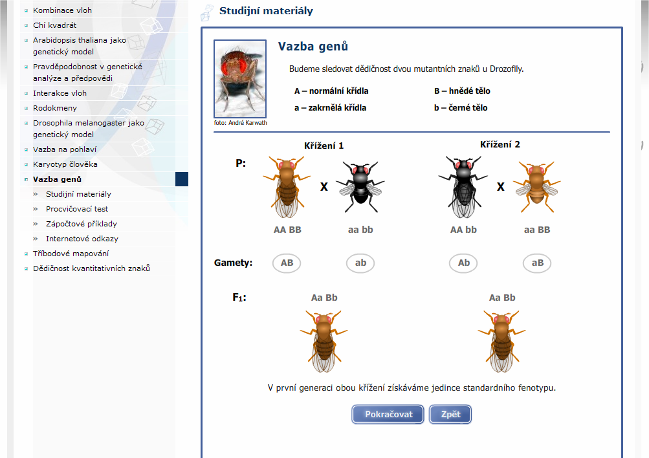 Kombinace vloh
Chí kvadrát
Arabidopsis thaliana jako
genetický model
Pravděpodobnost v genetické
analýze a předpovědi
Interakce vloh
Rodokmeny
Drosophila melanogaster jako
genetický model
Vazba na pohlaví
Karyotyp člověka
Vazba genů
» Studijní materiály
» Procvičovací test
» Zápočtové příklady
» Internetové odkazy
Tříbodové mapování
Dědičnost kvantitativních znaků
Studijní materiály
Vazba genů
Budeme sledovat dědičnost dvou mutantních znaků u Drozofily.
A – normální křídla B – hnědé tělo
a – zakrnělá křídla b – černé tělo
foto: André Karwath
Křížení 1 Křížení 2
P: X X
AA BB aa bb AA bb aa BB
Gamety: AB ab Ab aB
F1: Aa Bb Aa Bb
V první generaci obou křížení získáváme jedince standardního fenotypu.
Pokračovat Zpět